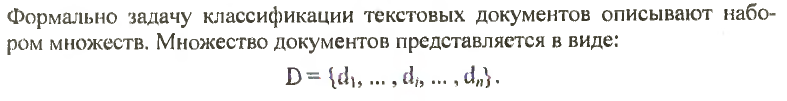 Формально задачу классификации текстовых документов описывают набо-
ром множеств. Множество документов представляется в виде:
D = {d₁, ... , dᵢ, ... , dₙ}.